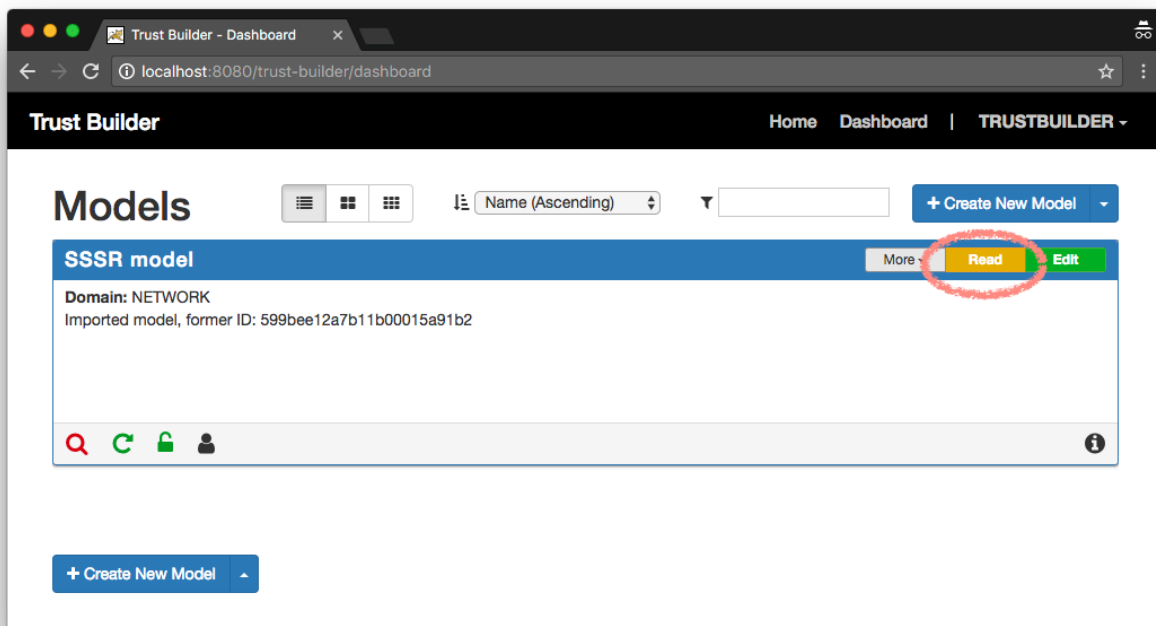 Trust Builder - Dashboard
localhost:8080/trust-builder/dashboard
Trust Builder
Home Dashboard | TRUSTBUILDER
Models
Name (Ascending)
+ Create New Model
SSSR model
More
Read
Edit
Domain: NETWORK
Imported model, former ID: 599bee12a7b11b00015a91b2
+ Create New Model